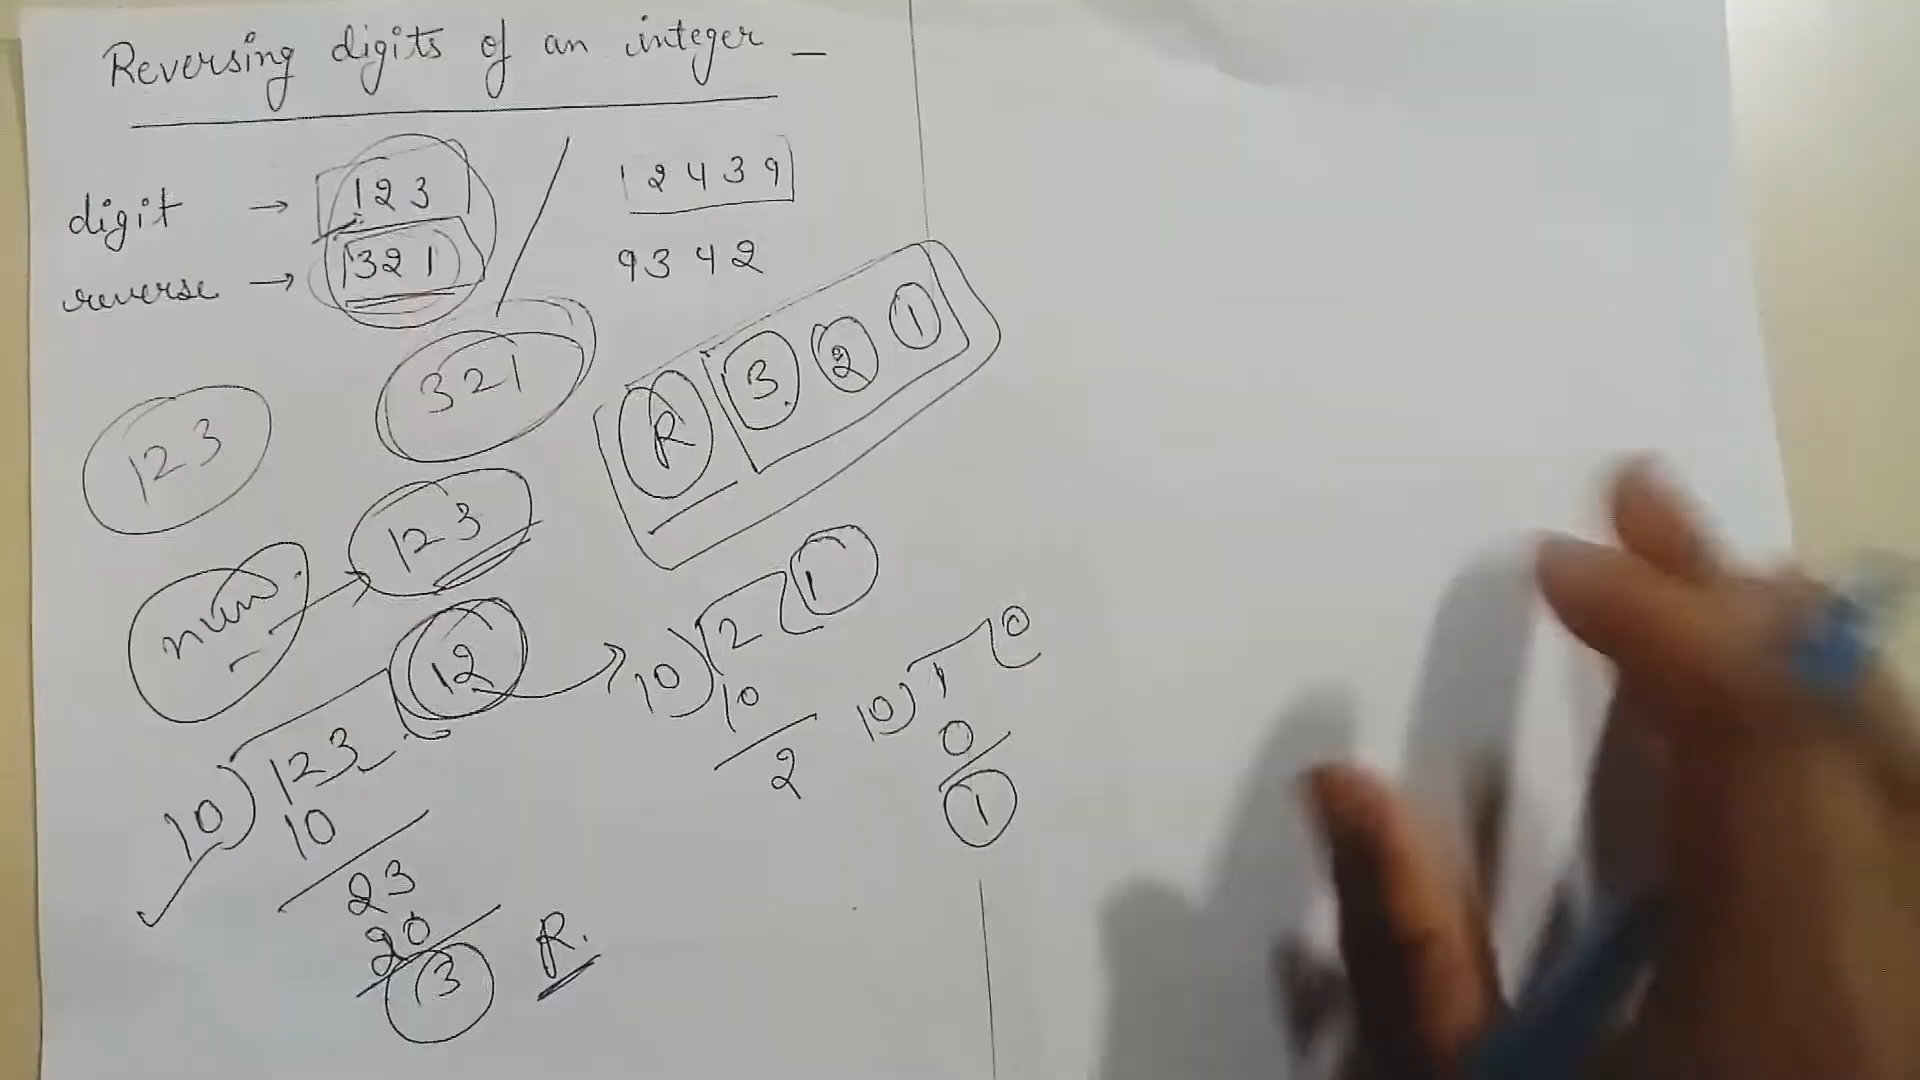 Reversing digits of an integer -
digit → 123
reverse → 321
12439
9342
R 3 2 1
321
123
num → 123
12
10) 123
10
23
20
3
R.
10) 12 1
10
2
10) 1 0
0
1